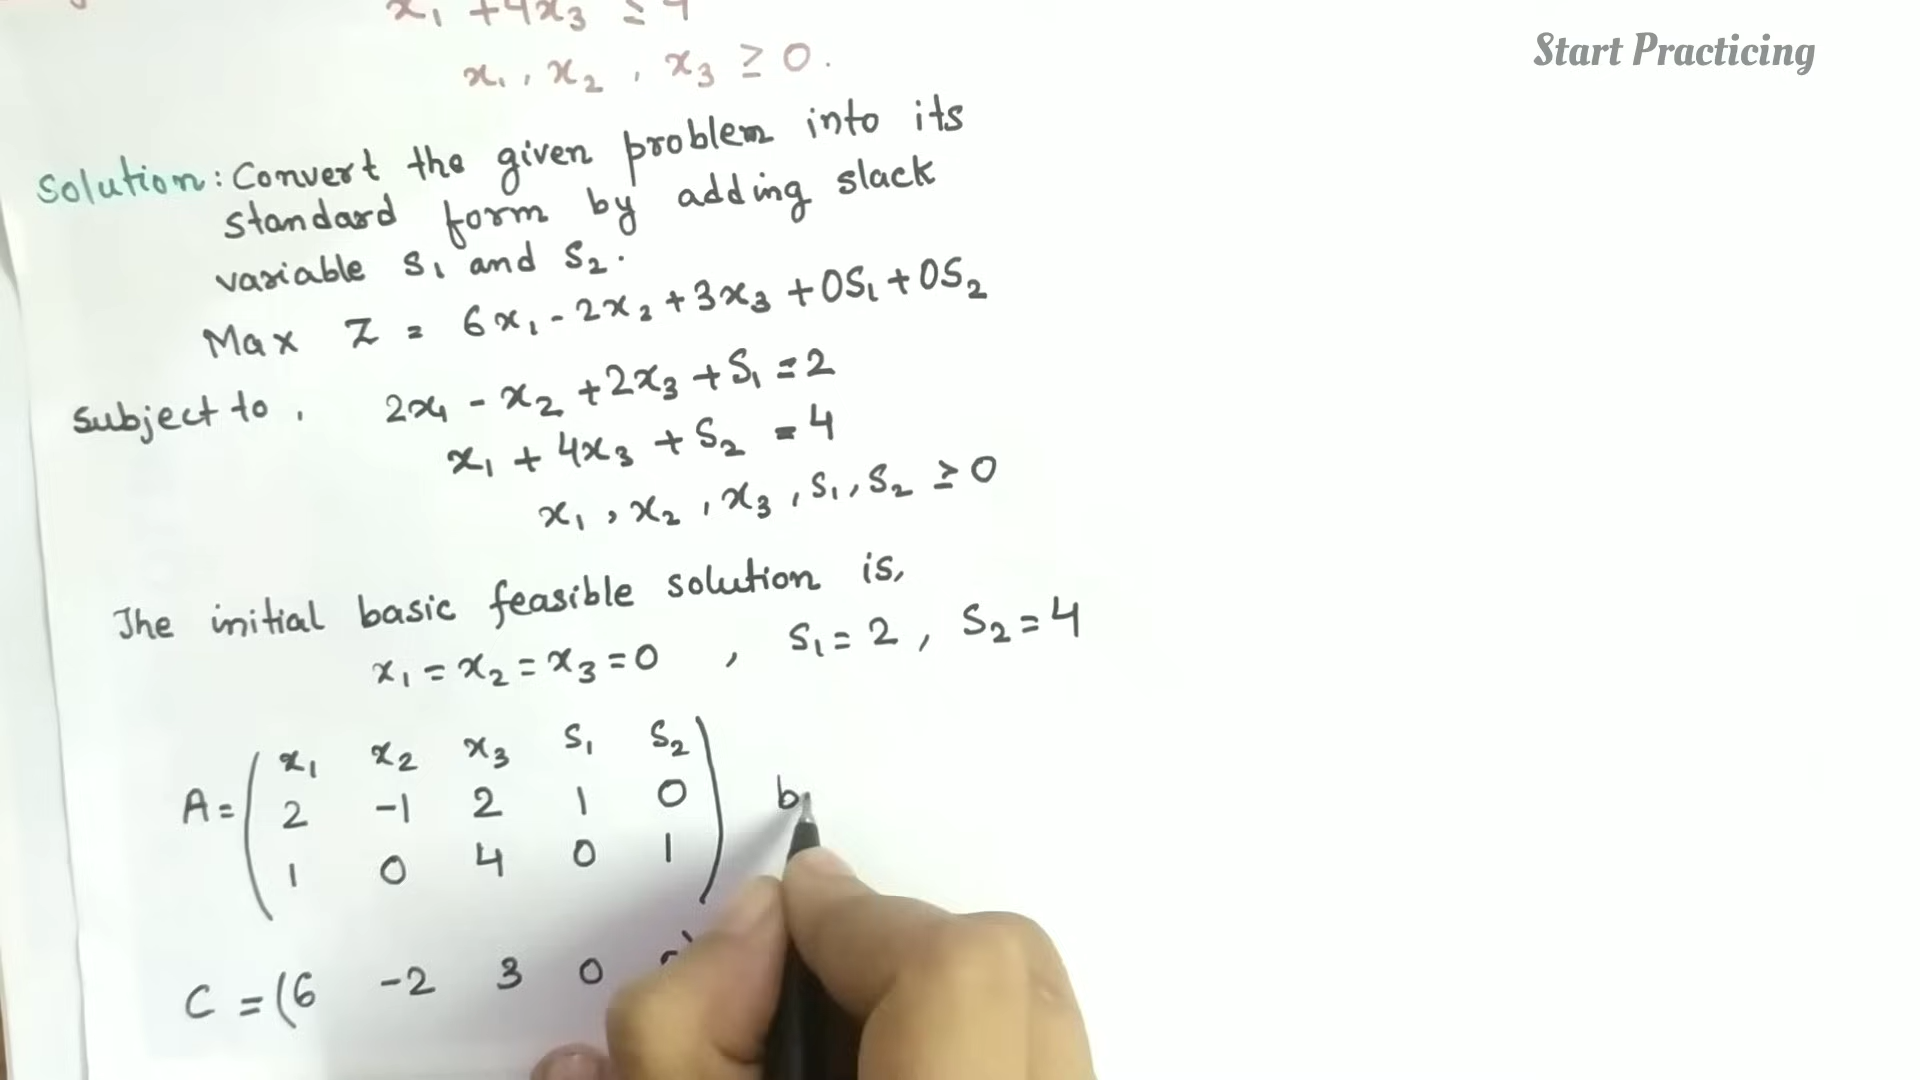 Start Practicing
x₁ + 4x₃ ≤ 4
x₁, x₂, x₃ ≥ 0.
Solution: Convert the given problem into its
standard form by adding slack
variable S₁ and S₂.
Max Z = 6x₁ - 2x₂ + 3x₃ + 0S₁ + 0S₂
Subject to, 2x₁ - x₂ + 2x₃ + S₁ = 2
x₁ + 4x₃ + S₂ = 4
x₁, x₂, x₃, S₁, S₂ ≥ 0
The initial basic feasible solution is,
x₁ = x₂ = x₃ = 0 , S₁ = 2 , S₂ = 4
x₁ x₂ x₃ S₁ S₂
A = 2 -1 2 1 0 b
1 0 4 0 1
C = (6 -2 3 0